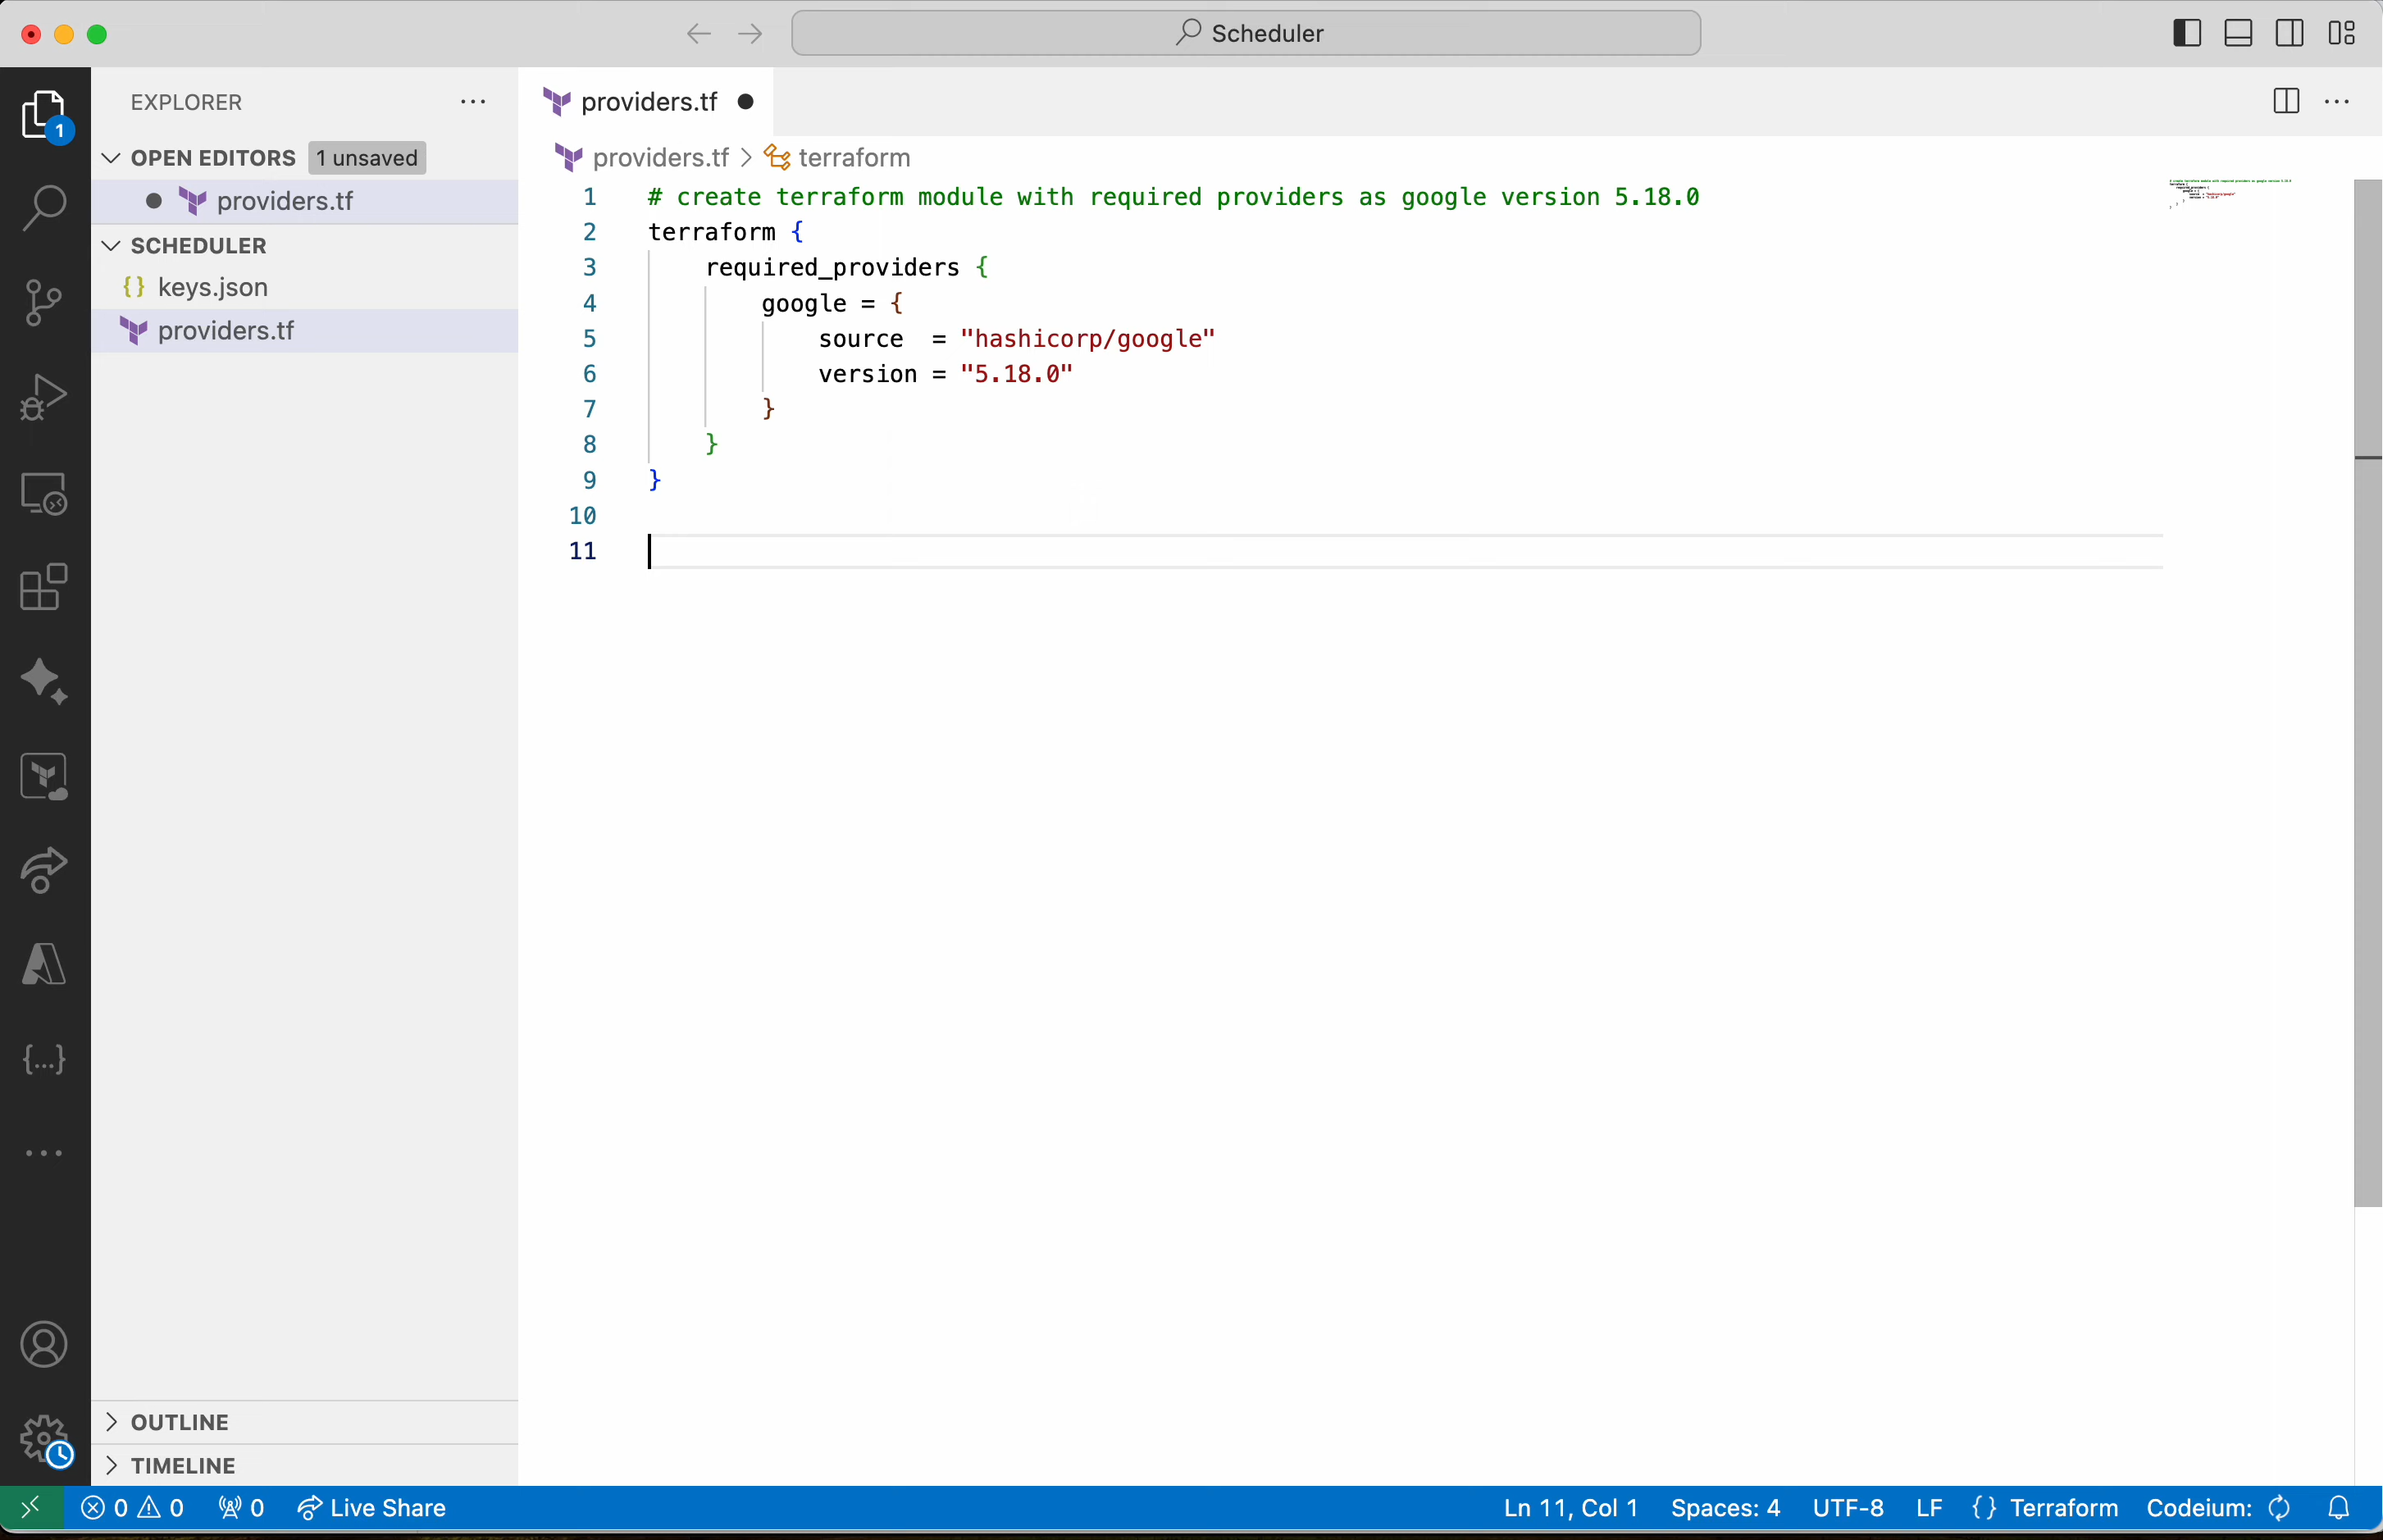 Scheduler
EXPLORER
providers.tf
OPEN EDITORS 1 unsaved
providers.tf > terraform
providers.tf
SCHEDULER
keys.json
providers.tf
1
1 # create terraform module with required providers as google version 5.18.0
2 terraform {
3 required_providers {
4 google = {
5 source  = "hashicorp/google"
6 version = "5.18.0"
7 }
8 }
9 }
10
11
OUTLINE
TIMELINE
0 0 0 Live Share Ln 11, Col 1 Spaces: 4 UTF-8 LF {} Terraform Codeium: